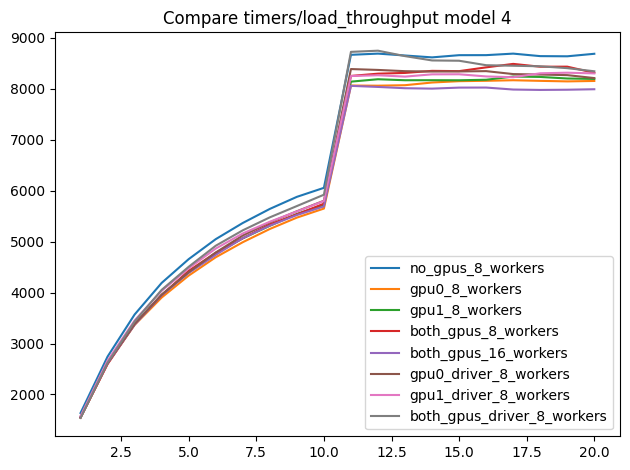 Compare timers/load_throughput model 4
9000
8000
7000
6000
5000
4000
3000
2000
2.5 5.0 7.5 10.0 12.5 15.0 17.5 20.0
no_gpus_8_workers
gpu0_8_workers
gpu1_8_workers
both_gpus_8_workers
both_gpus_16_workers
gpu0_driver_8_workers
gpu1_driver_8_workers
both_gpus_driver_8_workers